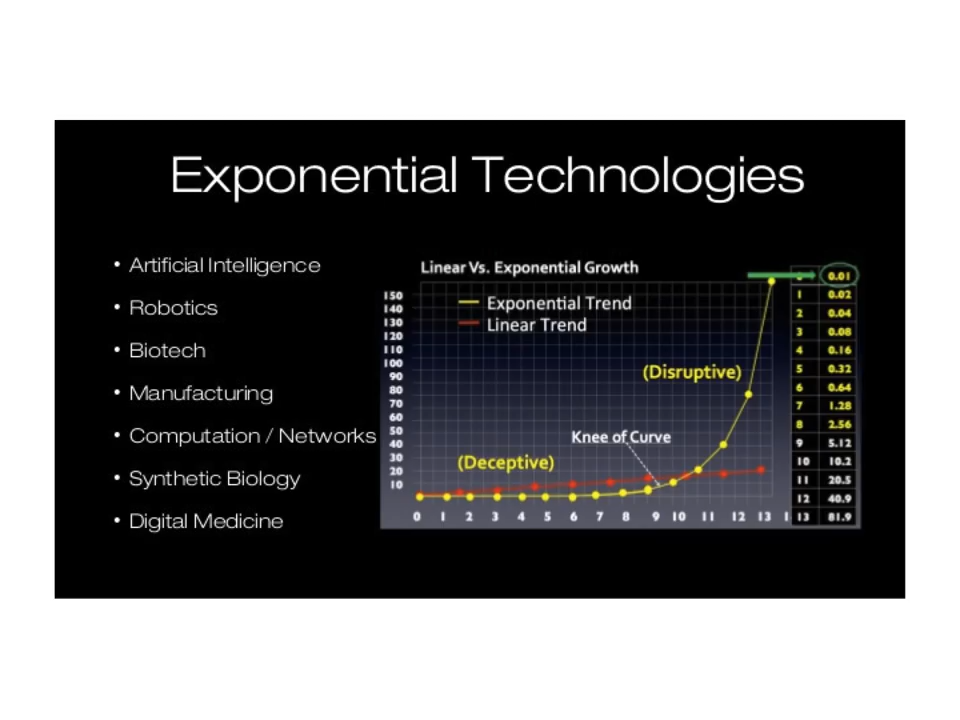 Exponential Technologies
• Artificial Intelligence
• Robotics
• Biotech
• Manufacturing
• Computation / Networks
• Synthetic Biology
• Digital Medicine
Linear Vs. Exponential Growth
Exponential Trend
Linear Trend
(Disruptive)
Knee of Curve
(Deceptive)
150
140
130
120
110
100
90
80
70
60
50
40
30
20
10
0 1 2 3 4 5 6 7 8 9 10 11 12 13
0.01
1 0.02
2 0.04
3 0.08
4 0.16
5 0.32
6 0.64
7 1.28
8 2.56
9 5.12
10 10.2
11 20.5
12 40.9
13 81.9